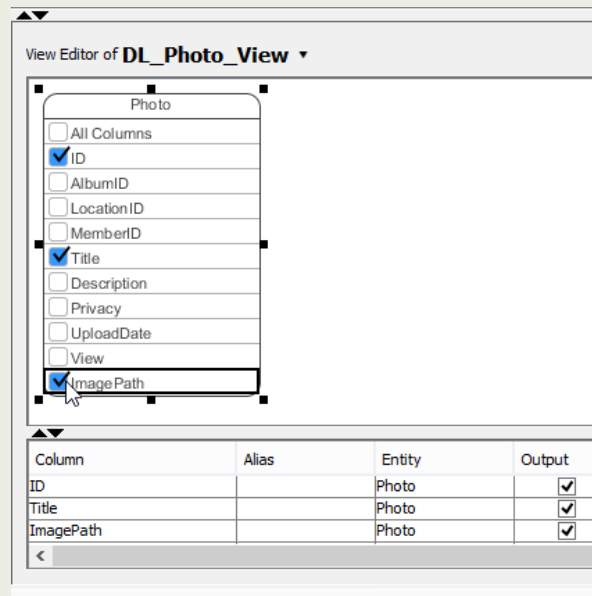 View Editor of DL_Photo_View
Photo
All Columns
ID
AlbumID
LocationID
MemberID
Title
Description
Privacy
UploadDate
View
ImagePath
Column Alias Entity Output
ID Photo
Title Photo
ImagePath Photo